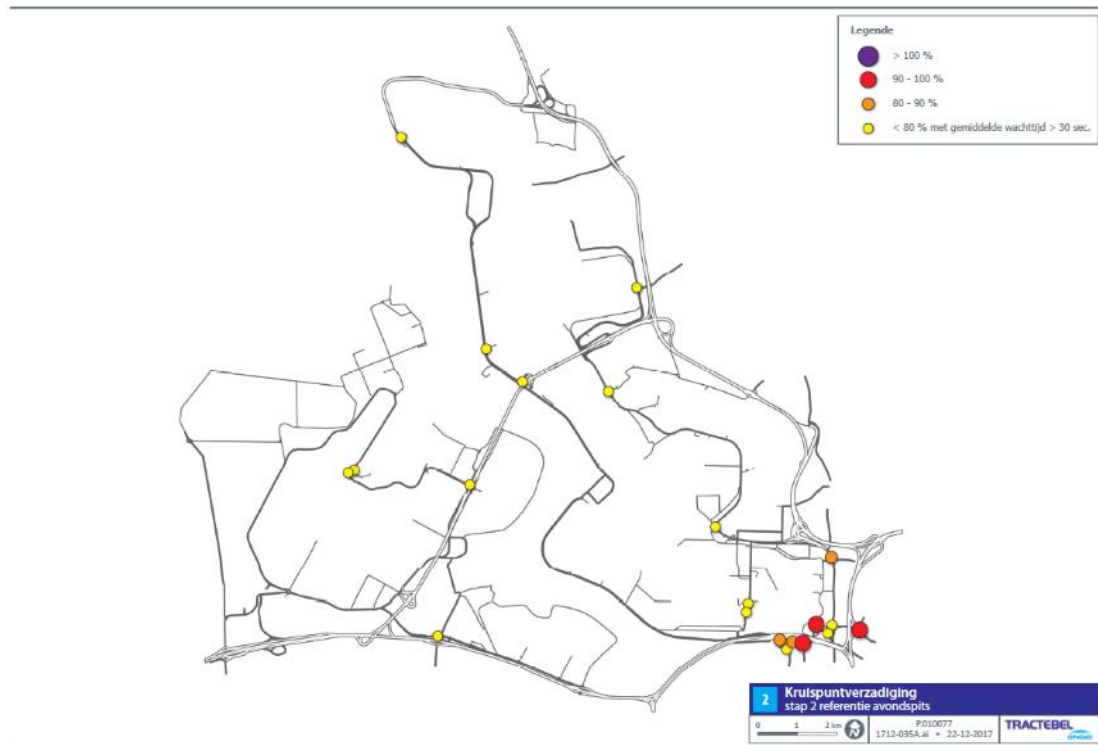 Legende
> 100 %
90 - 100 %
80 - 90 %
< 80 % met gemiddelde wachttijd > 30 sec.
2 Kruispuntverzadiging
stap 2 referentie avondspits
0 1 2 km
P.010077
1712-035A.ai • 22-12-2017
TRACTEBEL
ENGIE